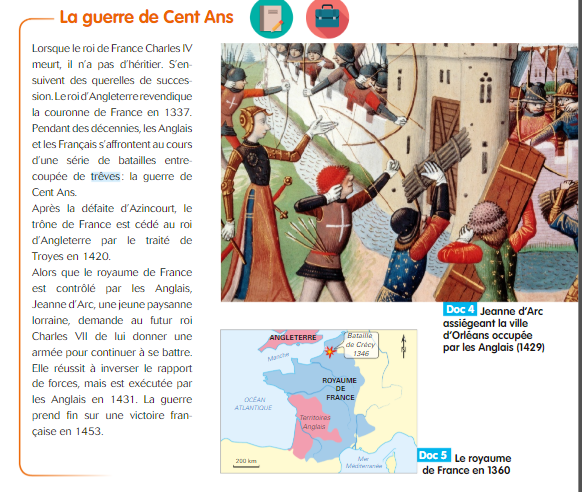 La guerre de Cent Ans
Lorsque le roi de France Charles IV
meurt, il n'a pas d'héritier. S'en-
suivent des querelles de succes-
sion. Le roi d'Angleterre revendique
la couronne de France en 1337.
Pendant des décennies, les Anglais
et les Français s'affrontent au cours
d'une série de batailles entre-
coupée de trêves : la guerre de
Cent Ans.
Après la défaite d'Azincourt, le
trône de France est cédé au roi
d'Angleterre par le traité de
Troyes en 1420.
Alors que le royaume de France
est contrôlé par les Anglais,
Jeanne d'Arc, une jeune paysanne
lorraine, demande au futur roi
Charles VII de lui donner une
armée pour continuer à se battre.
Elle réussit à inverser le rapport
de forces, mais est exécutée par
les Anglais en 1431. La guerre
prend fin sur une victoire fran-
çaise en 1453.
Doc 4 Jeanne d'Arc
assiégeant la ville
d'Orléans occupée
par les Anglais (1429)
ANGLETERRE
Bataille
de Crécy
1346
Manche
ROYAUME
DE
FRANCE
OCÉAN
ATLANTIQUE
Territoires
Anglais
Mer
Méditerranée
200 km
Doc 5 Le royaume
de France en 1360